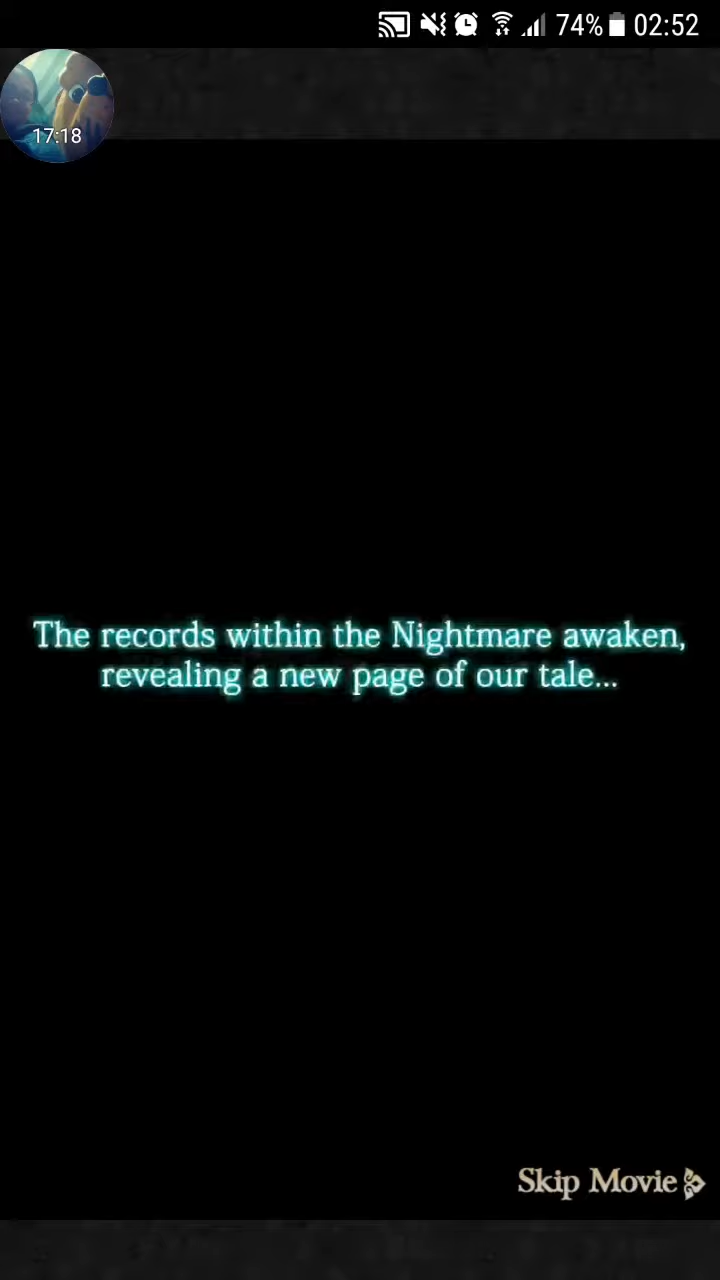 74% 02:52
17:18
The records within the Nightmare awaken,
revealing a new page of our tale...
Skip Movie